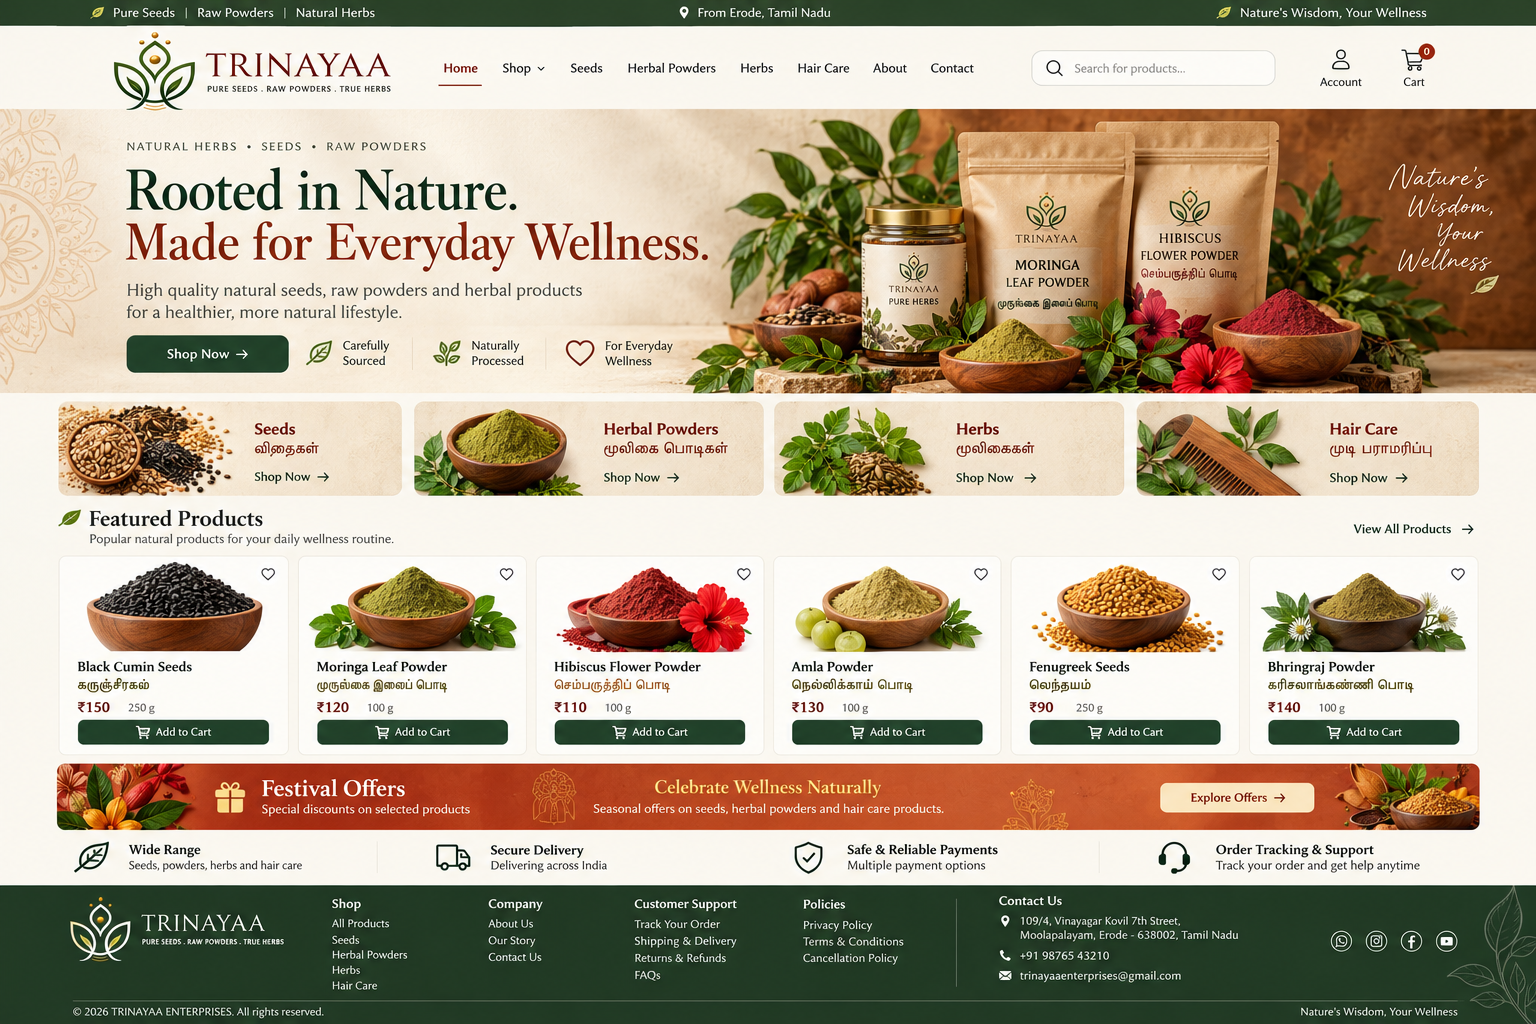 Pure Seeds | Raw Powders | Natural Herbs
From Erode, Tamil Nadu
Nature's Wisdom, Your Wellness
TRINAYAA
PURE SEEDS . RAW POWDERS . TRUE HERBS
Home
Shop
Seeds
Herbal Powders
Herbs
Hair Care
About
Contact
Search for products...
Account
0
Cart
NATURAL HERBS • SEEDS • RAW POWDERS
Rooted in Nature.
Made for Everyday Wellness.
High quality natural seeds, raw powders and herbal products
for a healthier, more natural lifestyle.
Shop Now →
Carefully
Sourced
Naturally
Processed
For Everyday
Wellness
TRINAYAA
PURE HERBS
TRINAYAA
MORINGA
LEAF POWDER
முருங்கை இலைப் பொடி
HIBISCUS
FLOWER POWDER
செம்பருத்திப் பொடி
Nature's
Wisdom,
Your
Wellness
Seeds
விதைகள்
Shop Now →
Herbal Powders
மூலிகை பொடிகள்
Shop Now →
Herbs
மூலிகைகள்
Shop Now →
Hair Care
முடி பராமரிப்பு
Shop Now →
Featured Products
Popular natural products for your daily wellness routine.
View All Products →
Black Cumin Seeds
கருஞ்சீரகம்
₹150 250 g
Add to Cart
Moringa Leaf Powder
முருங்கை இலைப் பொடி
₹120 100 g
Add to Cart
Hibiscus Flower Powder
செம்பருத்திப் பொடி
₹110 100 g
Add to Cart
Amla Powder
நெல்லிக்காய் பொடி
₹130 100 g
Add to Cart
Fenugreek Seeds
வெந்தயம்
₹90 250 g
Add to Cart
Bhringraj Powder
கரிசலாங்கண்ணி பொடி
₹140 100 g
Add to Cart
Festival Offers
Special discounts on selected products
Celebrate Wellness Naturally
Seasonal offers on seeds, herbal powders and hair care products.
Explore Offers →
Wide Range
Seeds, powders, herbs and hair care
Secure Delivery
Delivering across India
Safe & Reliable Payments
Multiple payment options
Order Tracking & Support
Track your order and get help anytime
TRINAYAA
PURE SEEDS . RAW POWDERS . TRUE HERBS
Shop
All Products
Seeds
Herbal Powders
Herbs
Hair Care
Company
About Us
Our Story
Contact Us
Customer Support
Track Your Order
Shipping & Delivery
Returns & Refunds
FAQs
Policies
Privacy Policy
Terms & Conditions
Cancellation Policy
Contact Us
109/4, Vinayagar Kovil 7th Street,
Moolapalayam, Erode - 638002, Tamil Nadu
+91 98765 43210
trinayaaenterprises@gmail.com
© 2026 TRINAYAA ENTERPRISES. All rights reserved.
Nature's Wisdom, Your Wellness